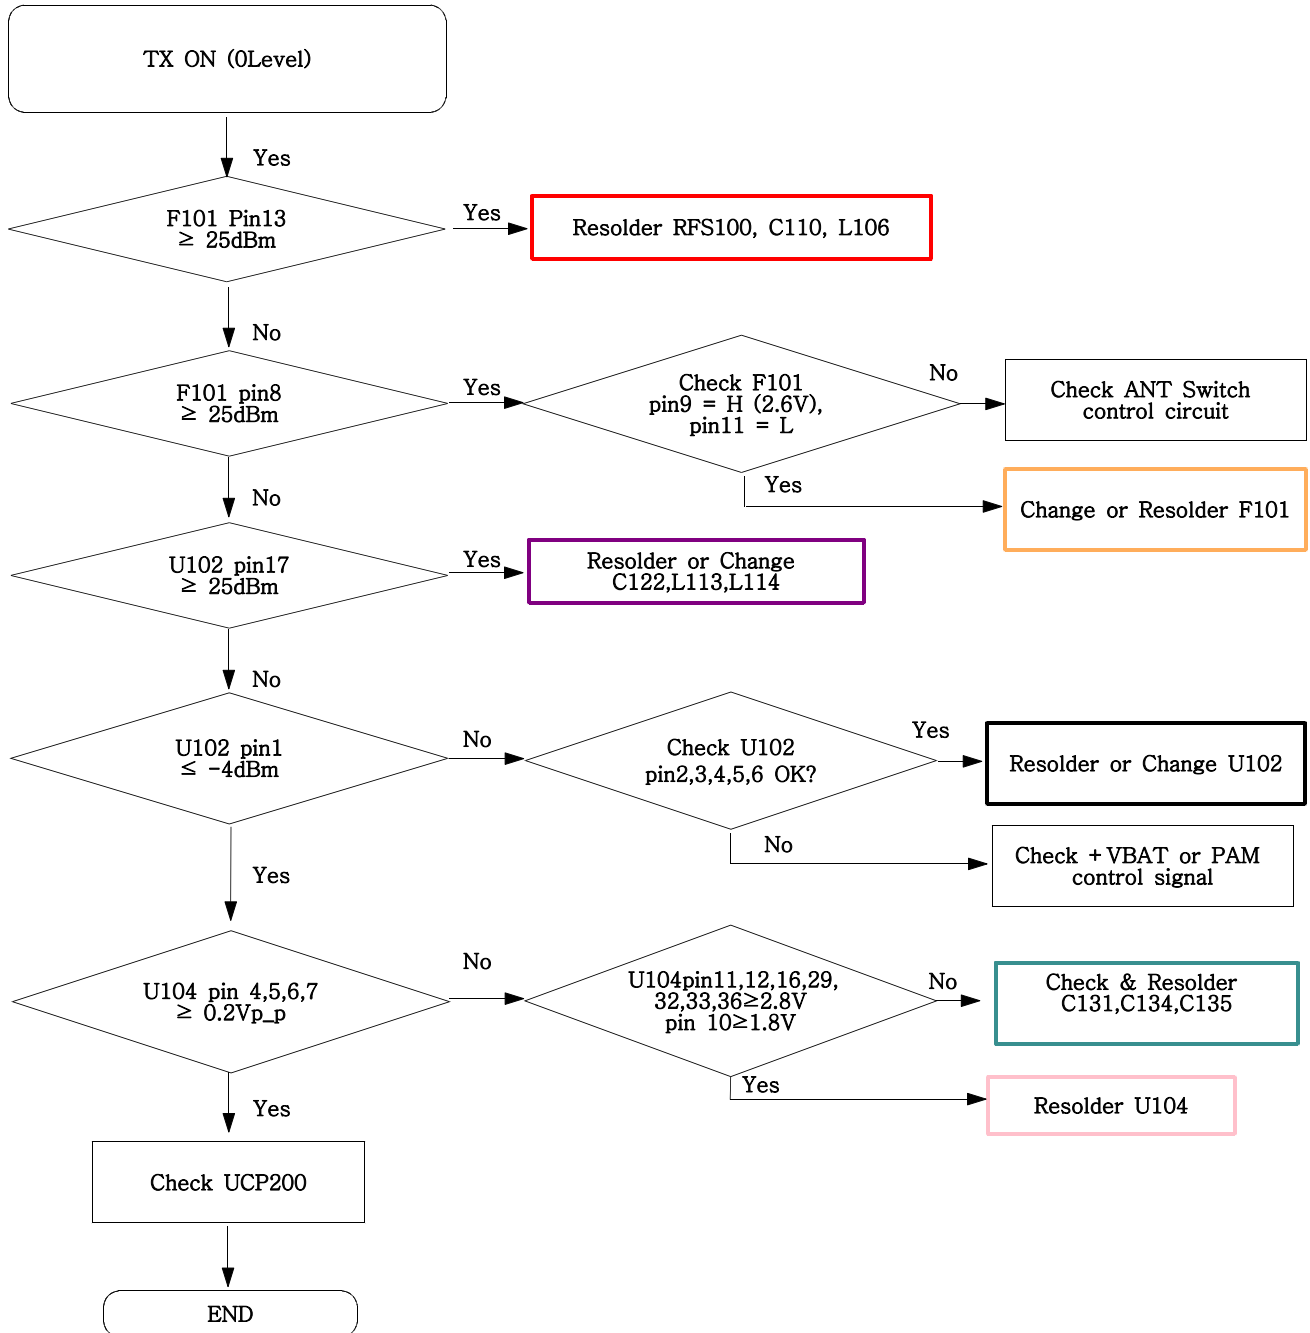 TX ON (0Level)
Yes
F101 Pin13
≥ 25dBm
Yes
Resolder RFS100, C110, L106
No
F101 pin8
≥ 25dBm
Yes
Check F101
pin9 = H (2.6V),
pin11 = L
No
Check ANT Switch
control circuit
Yes
Change or Resolder F101
No
U102 pin17
≥ 25dBm
Yes
Resolder or Change
C122,L113,L114
No
U102 pin1
≤ -4dBm
No
Check U102
pin2,3,4,5,6 OK?
Yes
Resolder or Change U102
No
Check +VBAT or PAM
control signal
Yes
U104 pin 4,5,6,7
≥ 0.2Vp_p
No
U104pin11,12,16,29,
32,33,36≥2.8V
pin 10≥1.8V
No
Check & Resolder
C131,C134,C135
Yes
Resolder U104
Yes
Check UCP200
END